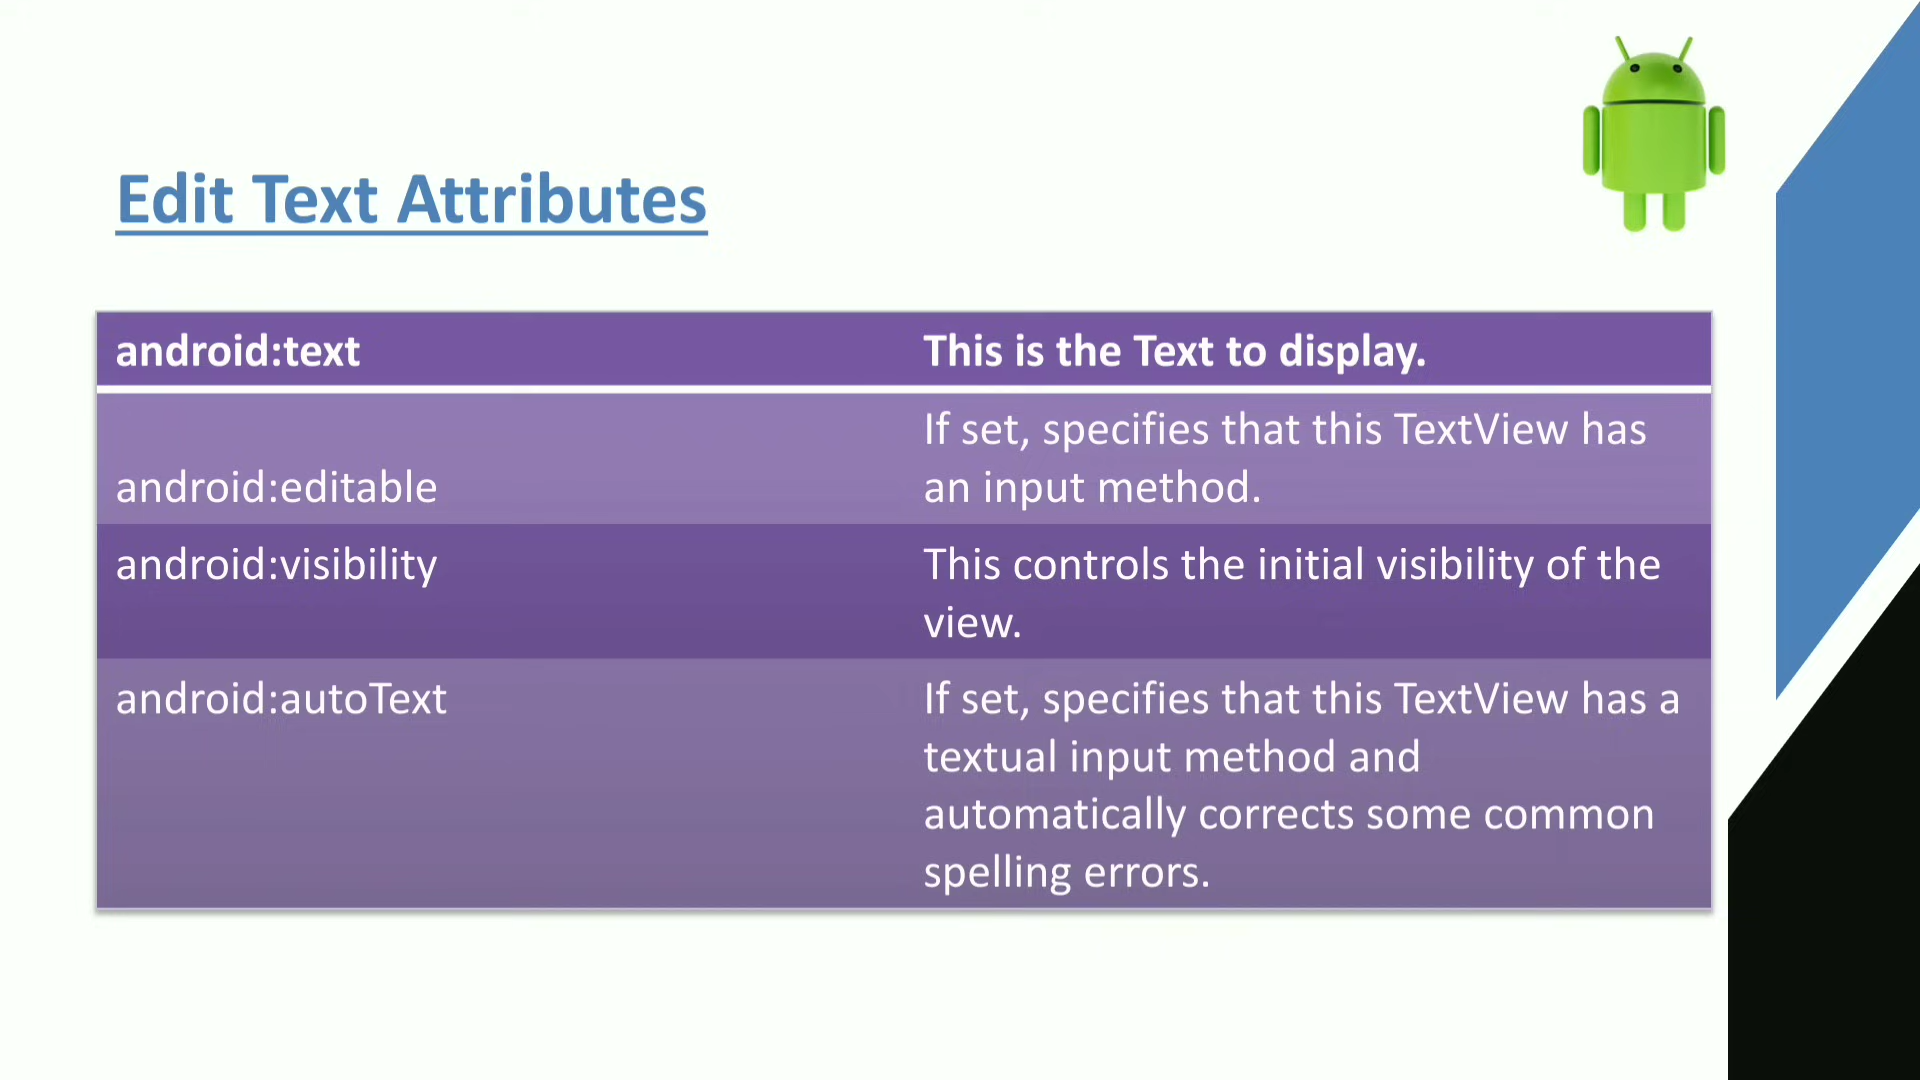 Edit Text Attributes
android:text
This is the Text to display.
android:editable
If set, specifies that this TextView has
an input method.
android:visibility
This controls the initial visibility of the
view.
android:autoText
If set, specifies that this TextView has a
textual input method and
automatically corrects some common
spelling errors.